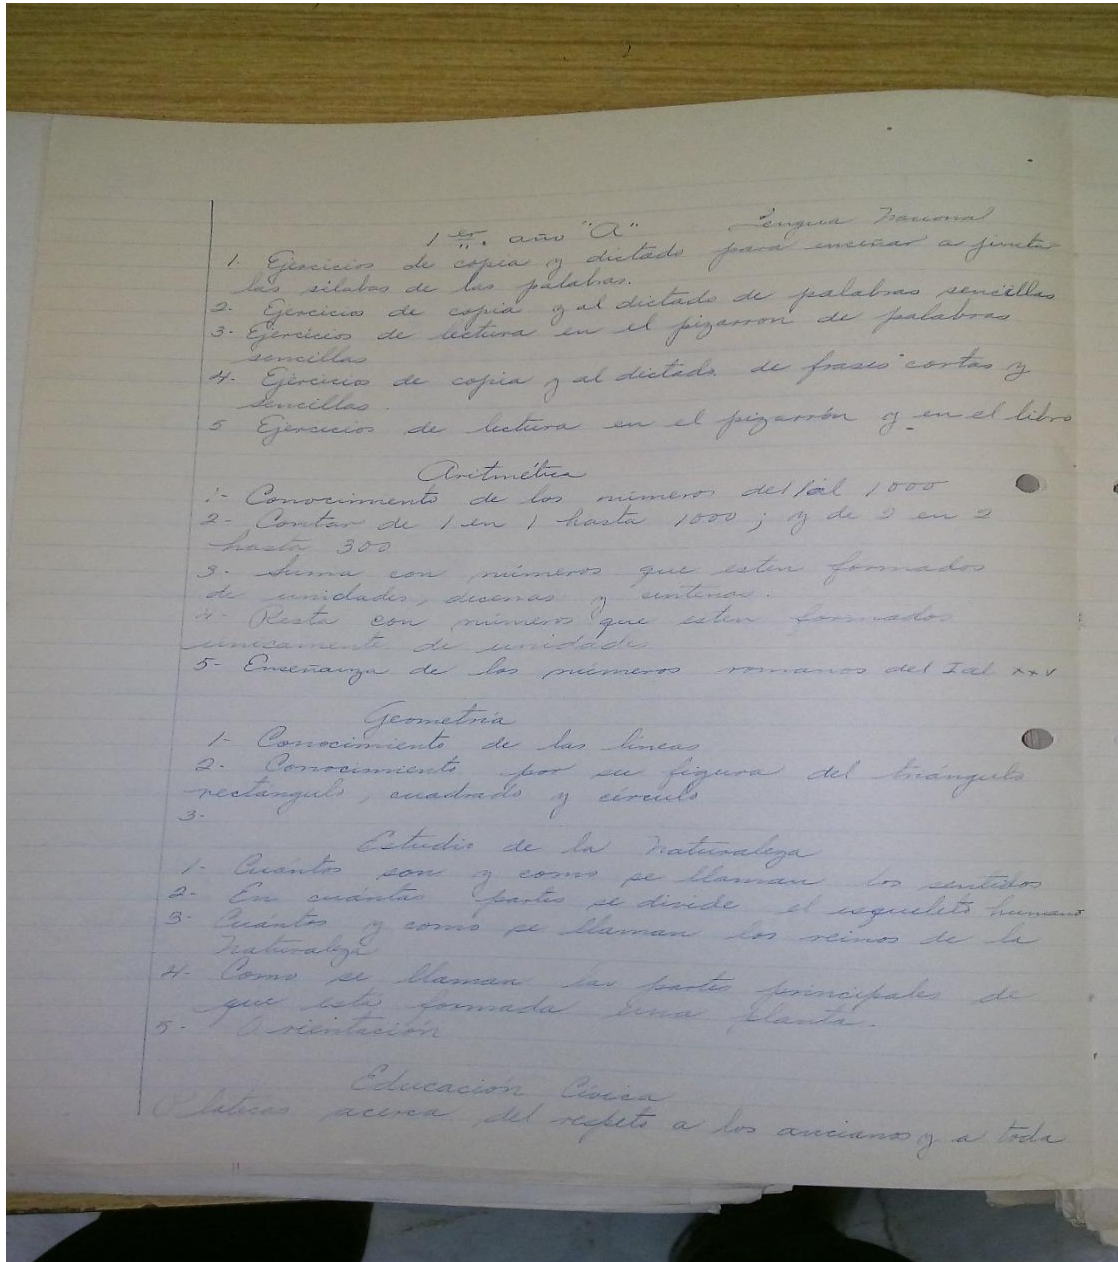 1er. año "A" Lengua Nacional
1. Ejercicios de copia y dictado para enseñar a juntar
las silabas de las palabras.
2. Ejercicios de copia y al dictado de palabras sencillas
3- Ejercicios de lectura en el pizarron de palabras
sencillas
4- Ejercicios de copia y al dictado de frases cortas y
sencillas.
5 Ejercicios de lectura en el pizarrón y en el libro
Aritmética
1- Conocimiento de los números del 1 al 1000
2- Contar de 1 en 1 hasta 1000; y de 2 en 2
hasta 300
3- Suma con números que esten formados
de unidades, decenas y sentenas.
4- Resta con números que esten formados
unicamente de unidades
5- Enseñanza de los números romanos del I al XXV
Geometría
1- Conocimiento de las lineas
2- Conocimiento por su figura del triángulo
rectangulo, cuadrado y círculo
3-
Estudio de la Naturaleza
1- Cuántos son y como se llaman los sentidos
2- En cuántas partes se divide el esqueleto humano
3- Cuántos y como se llaman los reinos de la
Naturaleza
4- Como se llaman las partes principales de
que esta formada una planta.
5- Orientación
Educación Cívica
Platicas acerca del respeto a los ancianos y a toda